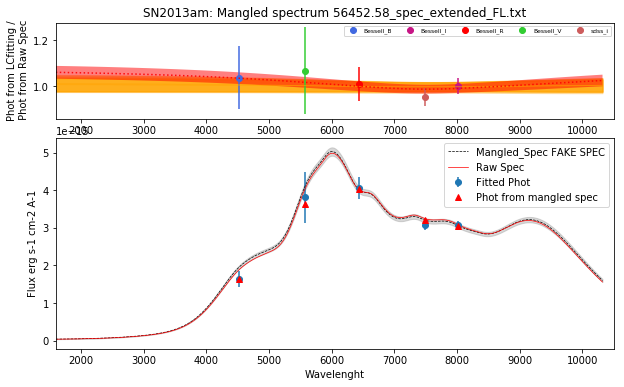 SN2013am: Mangled spectrum 56452.58_spec_extended_FL.txt
Phot from LCfitting /
Phot from Raw Spec
1.2
1.0
Bessell_B
Bessell_I
Bessell_R
Bessell_V
sdss_i
2000 3000 4000 5000 6000 7000 8000 9000 10000
Flux erg s-1 cm-2 A-1
5
4
3
2
1
0
Mangled_Spec FAKE SPEC
Raw Spec
Fitted Phot
Phot from mangled spec
2000 3000 4000 5000 6000 7000 8000 9000 10000
Wavelenght